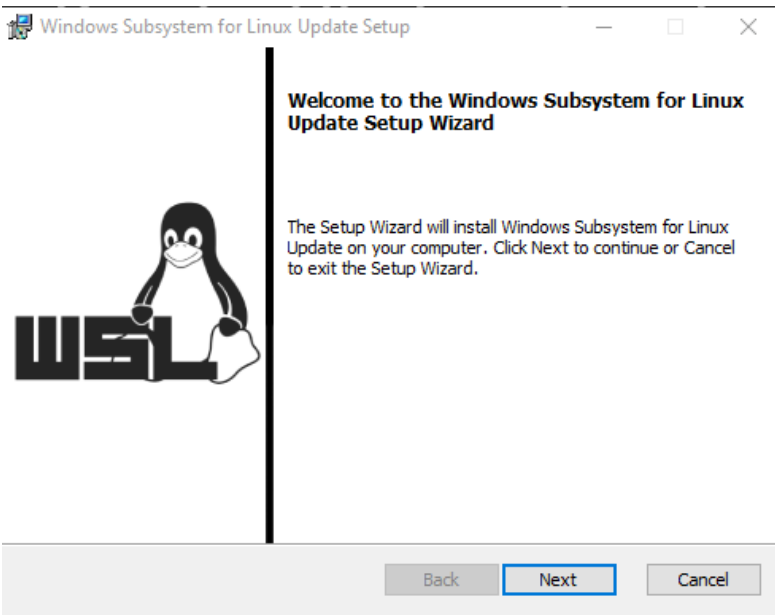 Windows Subsystem for Linux Update Setup
Welcome to the Windows Subsystem for Linux
Update Setup Wizard
The Setup Wizard will install Windows Subsystem for Linux
Update on your computer. Click Next to continue or Cancel
to exit the Setup Wizard.
WSL
Back Next Cancel